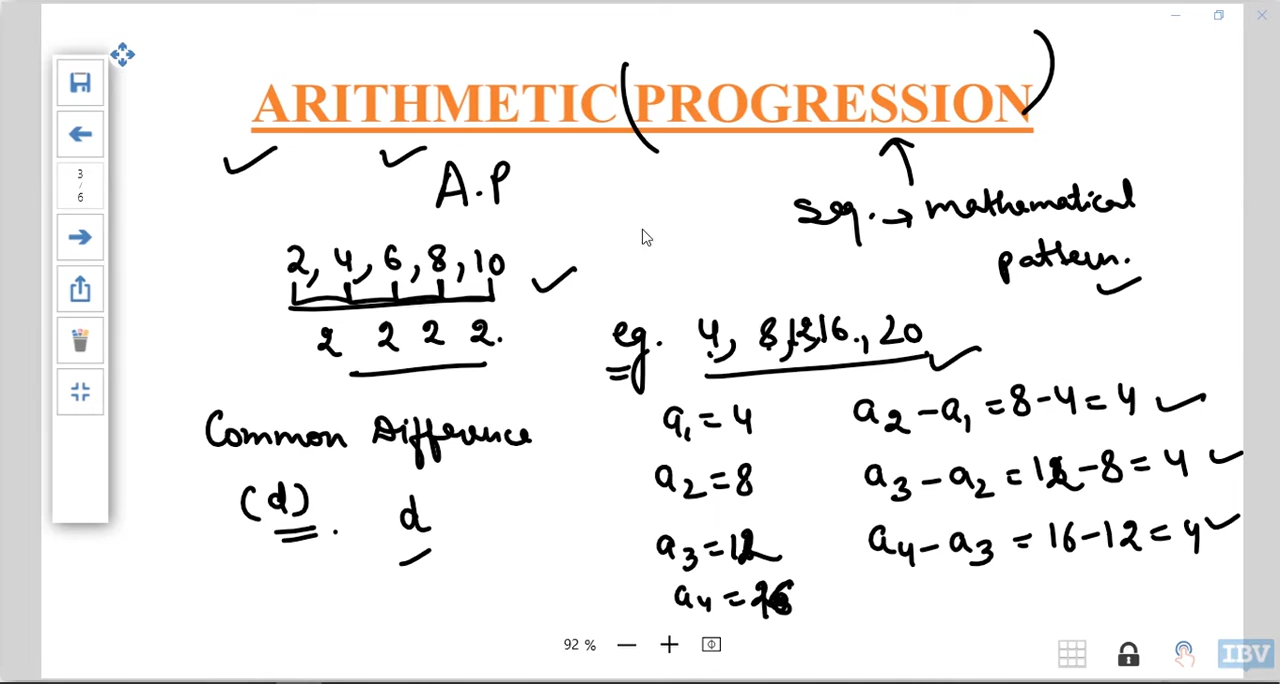 ARITHMETIC (PROGRESSION)
A.P
seq. → mathematical
pattern.
2, 4, 6, 8, 10
2 2 2 2.
Common Difference
(d). d
eg. 4, 8, 12, 16, 20
a₁ = 4
a₂ = 8
a₃ = 12
a₄ = 16
a₂ - a₁ = 8 - 4 = 4
a₃ - a₂ = 12 - 8 = 4
a₄ - a₃ = 16 - 12 = 4
3
/
6
92 %
IBV